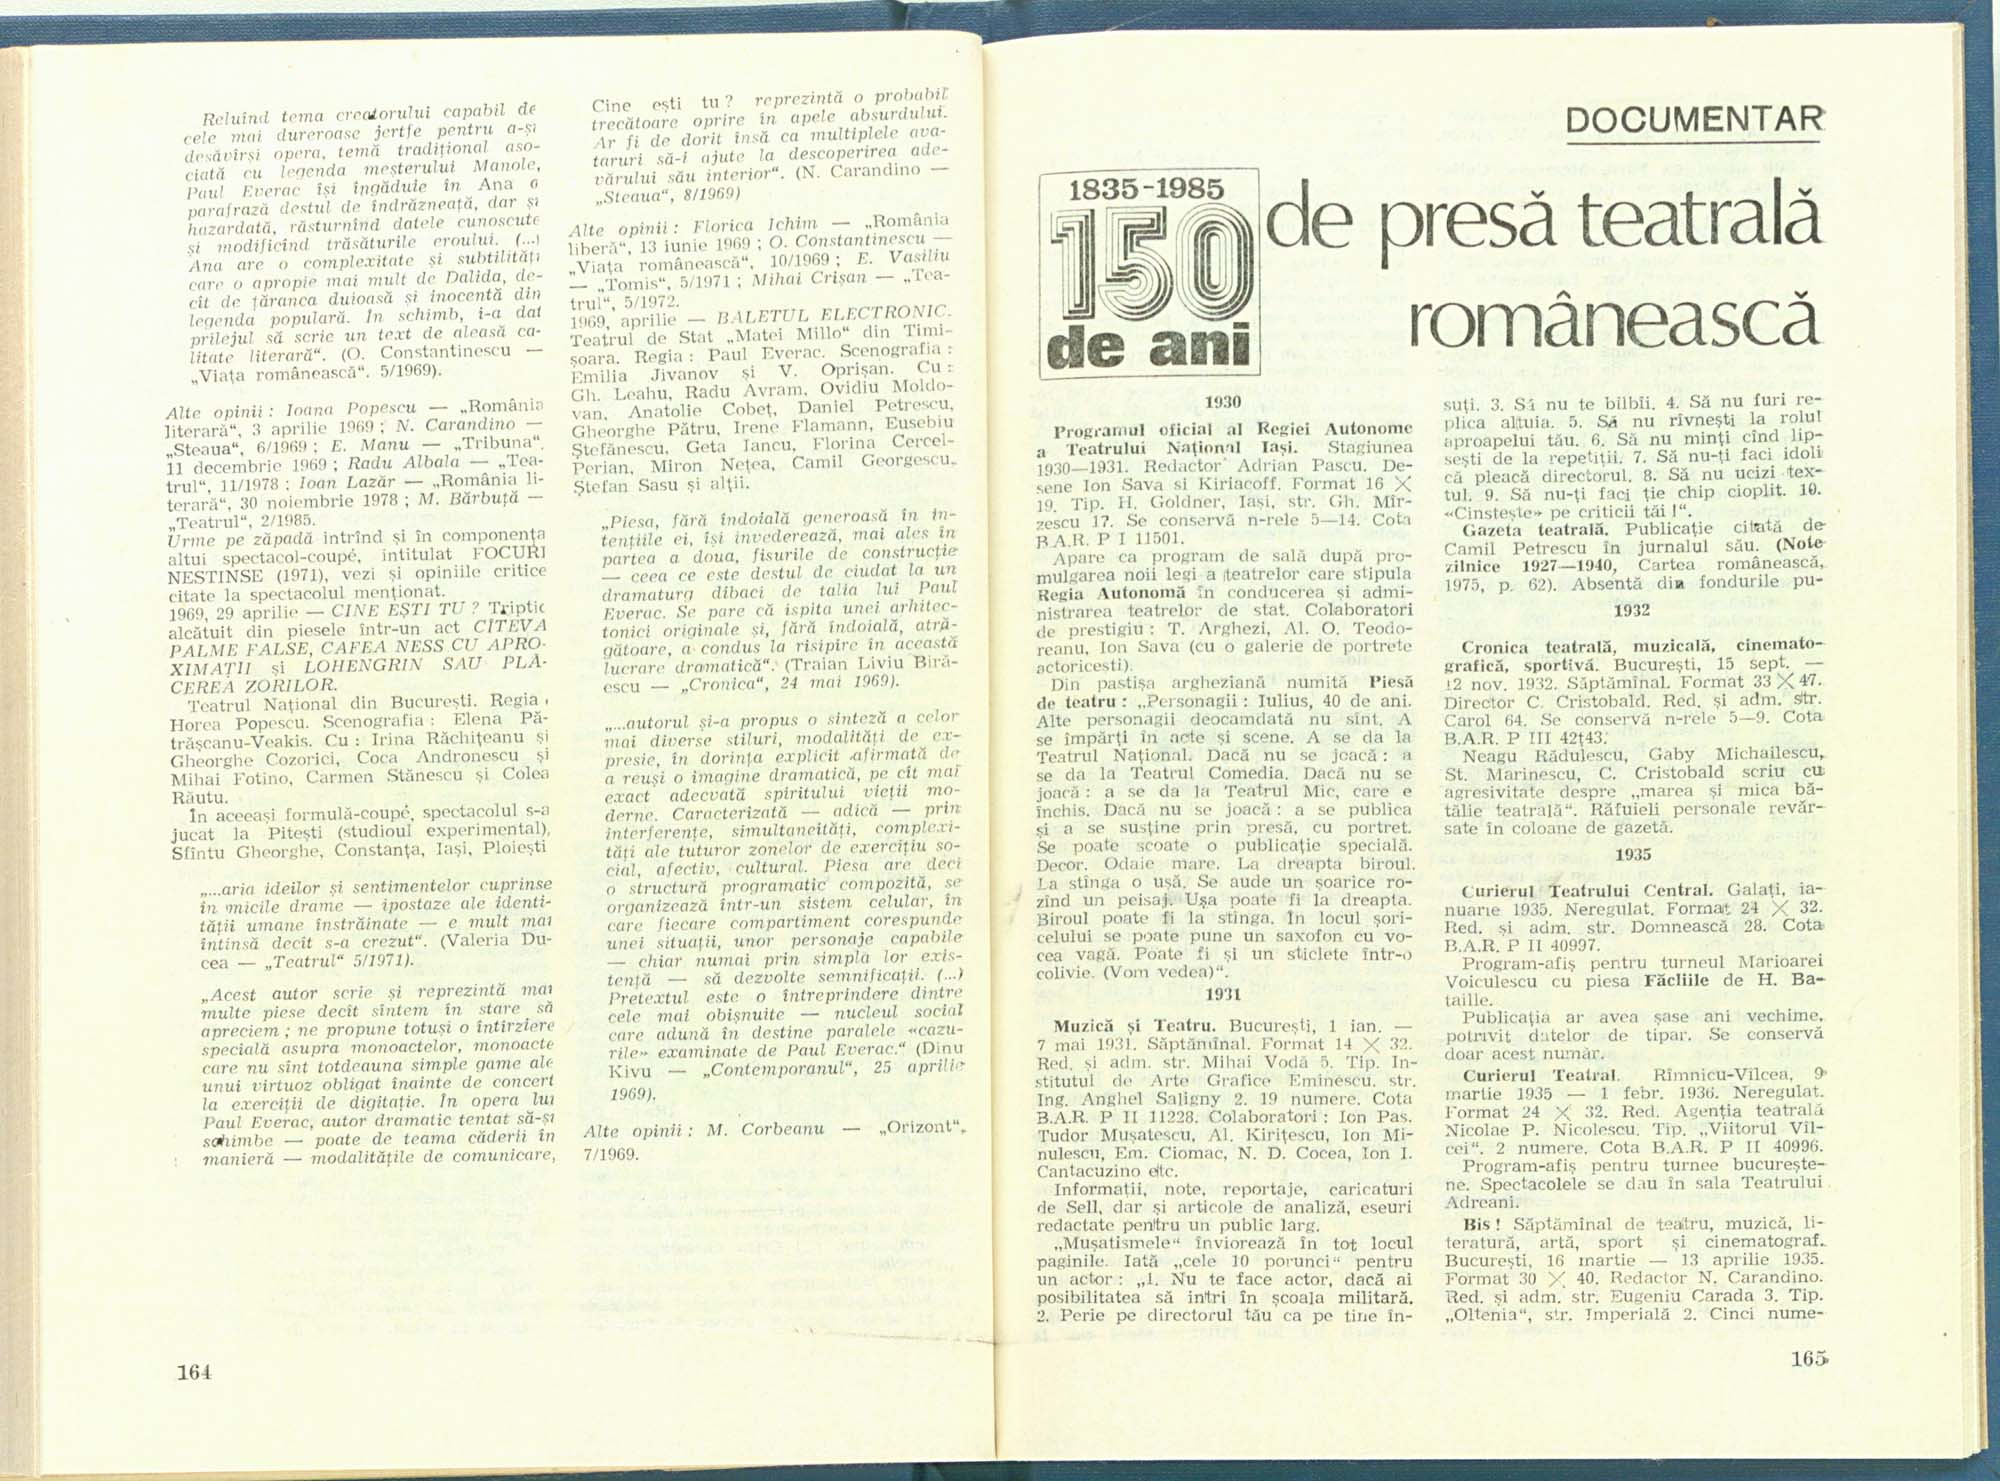 Reluînd tema creatorului capabil de
cele mai dureroase jertfe pentru a-și
desăvîrși opera, temă tradițional aso-
ciată cu legenda meșterului Manole,
Paul Everac își îngăduie în Ana o
parafrază destul de îndrăzneață, dar și
hazardată, răsturnînd datele cunoscute
și modificînd trăsăturile eroului. (...)
Ana are o complexitate și subtilități
care o apropie mai mult de Dalida, de-
cît de țăranca duioasă și inocentă din
legenda populară. In schimb, i-a dat
prilejul să scrie un text de aleasă ca-
litate literară“. (O. Constantinescu —
„Viața românească“. 5/1969).
Alte opinii : Ioana Popescu — „România
literară“, 3 aprilie 1969 ; N. Carandino —
„Steaua“, 6/1969 ; E. Manu — „Tribuna“,
11 decembrie 1969 ; Radu Albala — „Tea-
trul“, 11/1978 ; Ioan Lazăr — „România li-
terară“, 30 noiembrie 1978 ; M. Bărbuță —
„Teatrul“, 2/1985.
Urme pe zăpadă intrînd și în componența
altui spectacol-coupé, intitulat FOCURI
NESTINSE (1971), vezi și opiniile critice
citate la spectacolul menționat.
1969, 29 aprilie — CINE EȘTI TU ? Triptic
alcătuit din piesele într-un act CÎTEVA
PALME FALSE, CAFEA NESS CU APRO-
XIMAȚII și LOHENGRIN SAU PLĂ-
CEREA ZORILOR.
Teatrul Național din București. Regia :
Horea Popescu. Scenografia : Elena Pă-
trășcanu-Veakis. Cu : Irina Răchițeanu și
Gheorghe Cozorici, Coca Andronescu și
Mihai Fotino, Carmen Stănescu și Colea
Răutu.
În aceeași formulă-coupé, spectacolul s-a
jucat la Pitești (studioul experimental),
Sfîntu Gheorghe, Constanța, Iași, Ploiești
„...aria ideilor și sentimentelor cuprinse
în micile drame — ipostaze ale identi-
tății umane înstrăinate — e mult mai
întinsă decît s-a crezut“. (Valeria Du-
cea — „Teatrul“ 5/1971).
„Acest autor scrie și reprezintă mai
multe piese decît sîntem în stare să
apreciem ; ne propune totuși o întîrziere
specială asupra monoactelor, monoacte
care nu sînt totdeauna simple game ale
unui virtuoz obligat înainte de concert
la exerciții de digitație. În opera lui
Paul Everac, autor dramatic tentat să-și
schimbe — poate de teama căderii în
manieră — modalitățile de comunicare,
164
Cine ești tu ? reprezintă o probabil
trecătoare oprire în apele absurdului.
Ar fi de dorit însă ca multiplele ava-
taruri să-i ajute la descoperirea ade-
vărului său interior“. (N. Carandino —
„Steaua“, 8/1969)
Alte opinii : Florica Ichim — „România
liberă“, 13 iunie 1969 ; O. Constantinescu —
„Viața românească“, 10/1969 ; E. Vasiliu
— „Tomis“, 5/1971 ; Mihai Crișan — „Tea-
trul“, 5/1972.
1969, aprilie — BALETUL ELECTRONIC.
Teatrul de Stat „Matei Millo“ din Timi-
șoara. Regia : Paul Everac. Scenografia :
Emilia Jivanov și V. Oprișan. Cu :
Gh. Leahu, Radu Avram, Ovidiu Moldo-
van, Anatolie Cobeț, Daniel Petrescu,
Gheorghe Pătru, Irene Flamann, Eusebiu
Ștefănescu, Geta Iancu, Florina Cercel-
Perian, Miron Nețea, Camil Georgescu,
Ștefan Sasu și alții.
„Piesa, fără îndoială generoasă în in-
tențiile ei, își învederează, mai ales în
partea a doua, fisurile de construcție
— ceea ce este destul de ciudat la un
dramaturg dibaci de talia lui Paul
Everac. Se pare că ispita unei arhitec-
tonici originale și, fără îndoială, atră-
gătoare, a condus la risipire în această
lucrare dramatică“. (Traian Liviu Biră-
escu — „Cronica“, 24 mai 1969).
„...autorul și-a propus o sinteză a celor
mai diverse stiluri, modalități de ex-
presie, în dorința explicit afirmată de
a reuși o imagine dramatică, pe cît mai
exact adecvată spiritului vieții mo-
derne. Caracterizată — adică — prin
interferențe, simultaneități, complexi-
tăți ale tuturor zonelor de exercițiu so-
cial, afectiv, cultural. Piesa are deci
o structură programatic compozită, se
organizează într-un sistem celular, în
care fiecare compartiment corespunde
unei situații, unor personaje capabile
— chiar numai prin simpla lor exis-
tență — să dezvolte semnificații. (...)
Pretextul este o întreprindere dintre
cele mai obișnuite — nucleul social
care adună în destine paralele «cazu-
rile» examinate de Paul Everac.“ (Dinu
Kivu — „Contemporanul“, 25 aprilie
1969).
Alte opinii : M. Corbeanu — „Orizont“,
7/1969.
DOCUMENTAR
1835-1985
150
de ani
de presă teatrală
românească
1930
Programul oficial al Regiei Autonome
a Teatrului Național Iași. Stagiunea
1930—1931. Redactor Adrian Pascu. De-
sene Ion Sava si Kiriacoff. Format 16 X
19. Tip. H. Goldner, Iași, str. Gh. Mîr-
zescu 17. Se conservă n-rele 5—14. Cota
B.A.R. P I 11501.
Apare ca program de sală după pro-
mulgarea noii legi a teatrelor care stipula
Regia Autonomă în conducerea și admi-
nistrarea teatrelor de stat. Colaboratori
de prestigiu : T. Arghezi, Al. O. Teodo-
reanu, Ion Sava (cu o galerie de portrete
actoricești).
Din pastișa argheziană numită Piesă
de teatru : „Personagii : Iulius, 40 de ani.
Alte personagii deocamdată nu sînt. A
se împărți în acte și scene. A se da la
Teatrul Național. Dacă nu se joacă : a
se da la Teatrul Comedia. Dacă nu se
joacă : a se da la Teatrul Mic, care e
închis. Dacă nu se joacă : a se publica
și a se susține prin presă, cu portret.
Se poate scoate o publicație specială.
Decor. Odaie mare. La dreapta biroul.
La stînga o ușă. Se aude un șoarice ro-
zînd un peisaj. Ușa poate fi la dreapta.
Biroul poate fi la stînga. In locul șori-
celului se poate pune un saxofon cu vo-
cea vagă. Poate fi și un sticlete într-o
colivie. (Vom vedea)“.
1931
Muzică și Teatru. București, 1 ian. —
7 mai 1931. Săptămînal. Format 14 X 32.
Red. și adm. str. Mihai Vodă 5. Tip. In-
stitutul de Arte Grafice Eminescu, str.
Ing. Anghel Saligny 2. 19 numere. Cota
B.A.R. P II 11228. Colaboratori : Ion Pas.
Tudor Mușatescu, Al. Kirițescu, Ion Mi-
nulescu, Em. Ciomac, N. D. Cocea, Ion I.
Cantacuzino etc.
Informații, note, reportaje, caricaturi
de Sell, dar și articole de analiză, eseuri
redactate pentru un public larg.
„Mușatismele“ înviorează în tot locul
paginile. Iată „cele 10 porunci“ pentru
un actor : „1. Nu te face actor, dacă ai
posibilitatea să intri în școala militară.
2. Perie pe directorul tău ca pe tine în-
suți. 3. Să nu te bîlbîi. 4. Să nu furi re-
plica altuia. 5. Să nu rîvnești la rolul
aproapelui tău. 6. Să nu minți cînd lip-
sești de la repetiții. 7. Să nu-ti faci idoli
că pleacă directorul. 8. Să nu ucizi tex-
tul. 9. Să nu-ți faci ție chip cioplit. 10.
«Cinstește» pe criticii tăi !“.
Gazeta teatrală. Publicație citată de
Camil Petrescu în jurnalul său. (Note
zilnice 1927—1940, Cartea românească,
1975, p. 62). Absentă din fondurile pu-
1932
Cronica teatrală, muzicală, cinemato-
grafică, sportivă. București, 15 sept. —
12 nov. 1932. Săptămînal. Format 33 X 47.
Director C. Cristobald. Red. și adm. str.
Carol 64. Se conservă n-rele 5—9. Cota
B.A.R. P III 42143.
Neagu Rădulescu, Gaby Michailescu,
St. Marinescu, C. Cristobald scriu cu
agresivitate despre „marea și mica bă-
tălie teatrală“. Răfuieli personale revăr-
sate în coloane de gazetă.
1935
Curierul Teatrului Central. Galați, ia-
nuarie 1935. Neregulat. Format 24 X 32.
Red. și adm. str. Domnească 28. Cota
B.A.R. P II 40997.
Program-afiș pentru turneul Marioarei
Voiculescu cu piesa Făcliile de H. Ba-
taille.
Publicația ar avea șase ani vechime,
potrivit datelor de tipar. Se conservă
doar acest număr.
Curierul Teatral. Rîmnicu-Vîlcea, 9
martie 1935 — 1 febr. 1936. Neregulat.
Format 24 X 32. Red. Agenția teatrală
Nicolae P. Nicolescu. Tip. „Viitorul Vîl-
cei“. 2 numere. Cota B.A.R. P II 40996.
Program-afiș pentru turnee bucurește-
ne. Spectacolele se dau în sala Teatrului
Adreani.
Bis ! Săptămînal de teatru, muzică, li-
teratură, artă, sport și cinematograf.
București, 16 martie — 13 aprilie 1935.
Format 30 X 40. Redactor N. Carandino.
Red. și adm. str. Eugeniu Carada 3. Tip.
„Oltenia“, str. Imperială 2. Cinci nume-
165